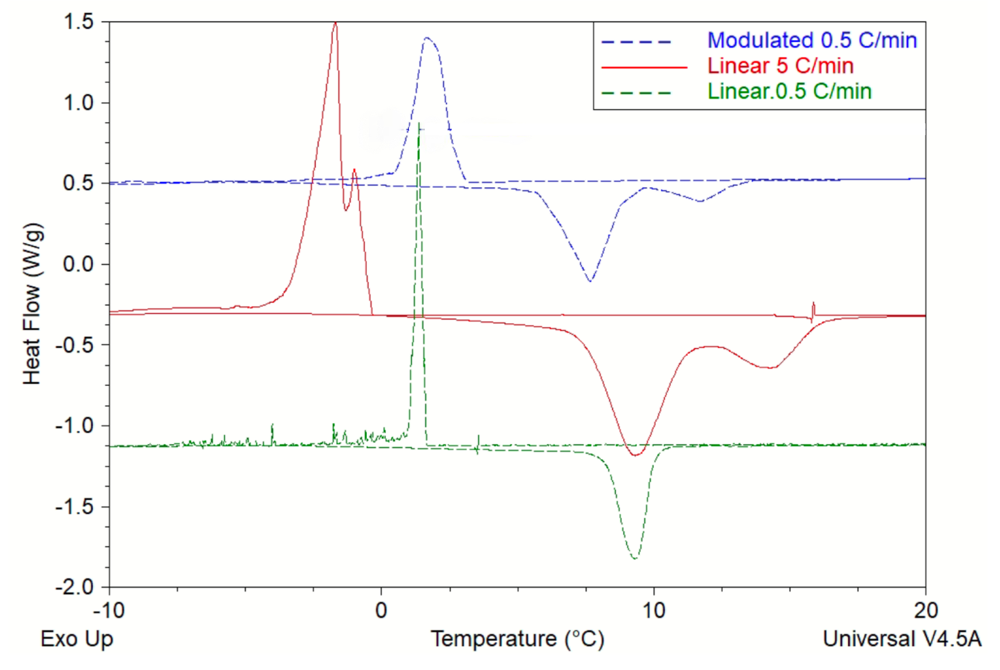 1.5
1.0
0.5
0.0
-0.5
-1.0
-1.5
-2.0
Heat Flow (W/g)
Modulated 0.5 C/min
Linear 5 C/min
Linear.0.5 C/min
-10 0 10 20
Exo Up Temperature (°C) Universal V4.5A